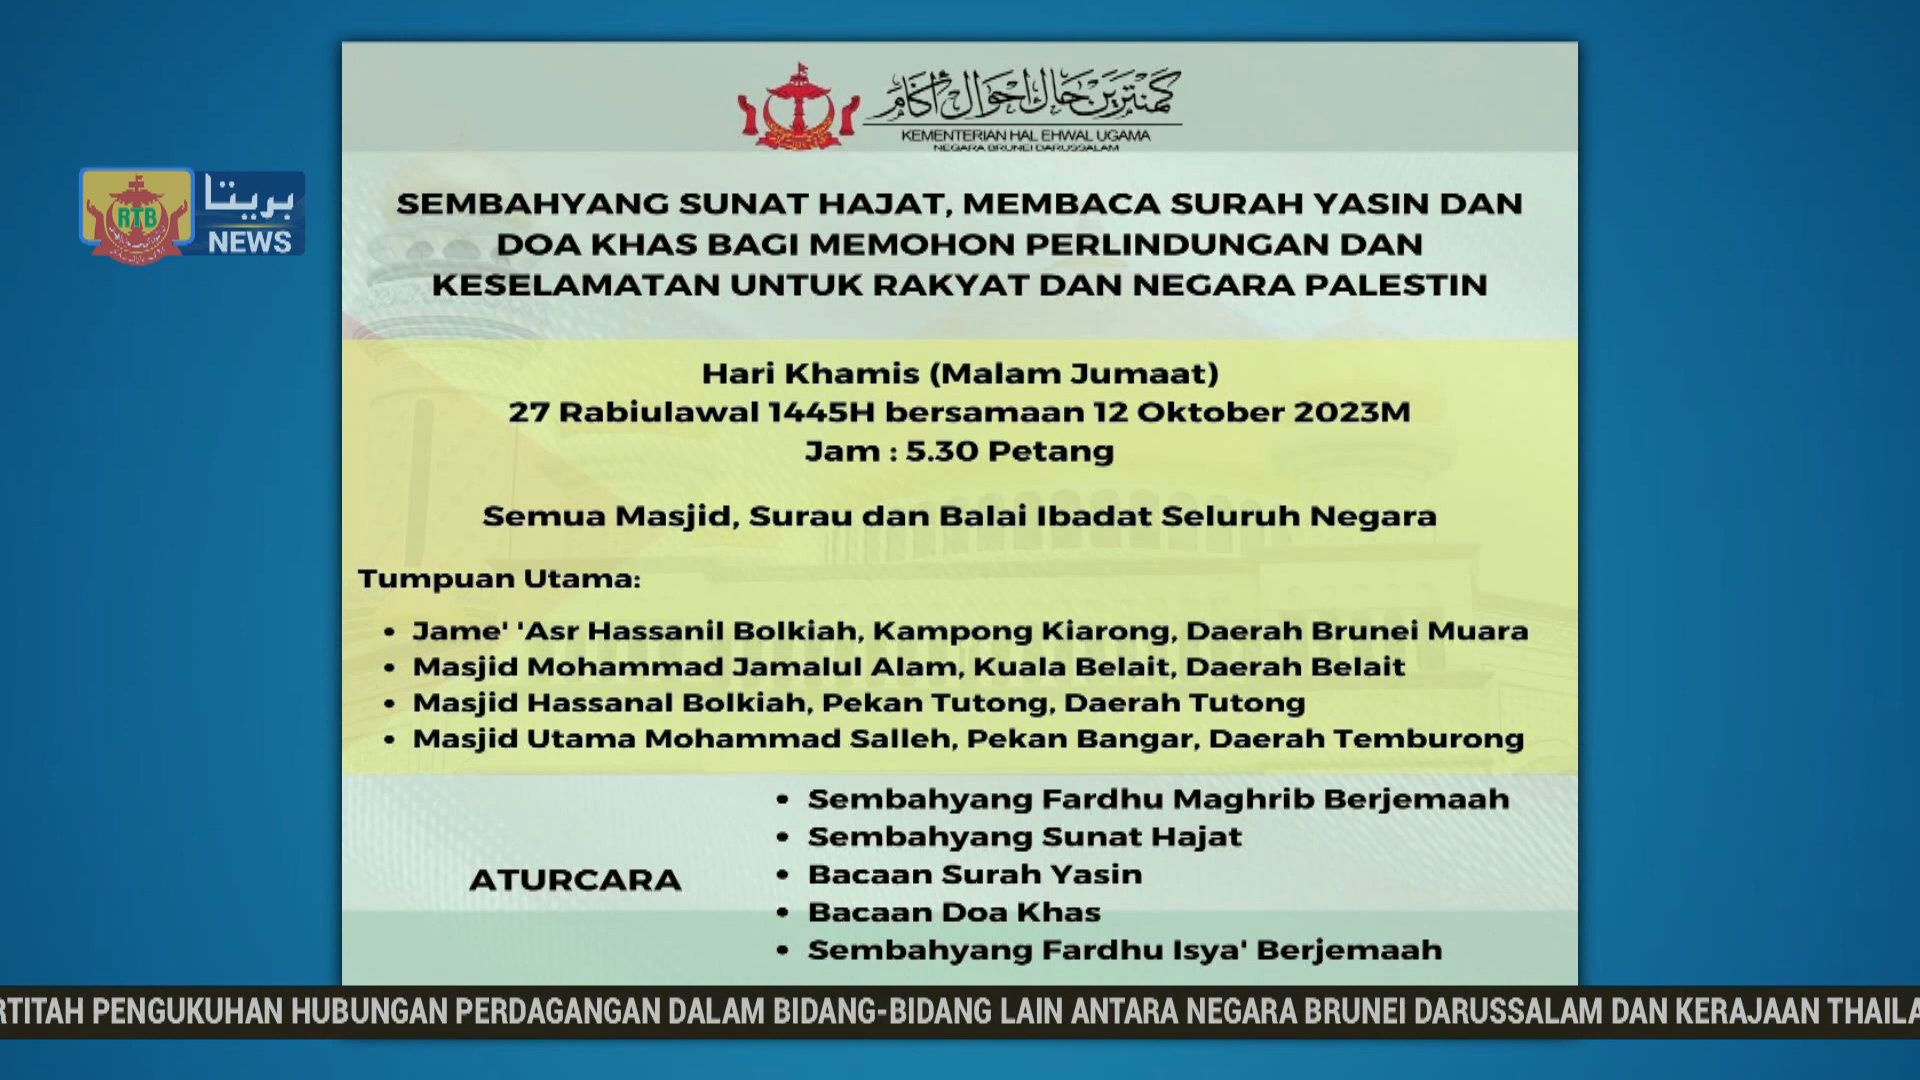 كمنترين حال احوال اݢام
KEMENTERIAN HAL EHWAL UGAMA
NEGARA BRUNEI DARUSSALAM
RTB
بريتا
NEWS
SEMBAHYANG SUNAT HAJAT, MEMBACA SURAH YASIN DAN
DOA KHAS BAGI MEMOHON PERLINDUNGAN DAN
KESELAMATAN UNTUK RAKYAT DAN NEGARA PALESTIN
Hari Khamis (Malam Jumaat)
27 Rabiulawal 1445H bersamaan 12 Oktober 2023M
Jam : 5.30 Petang
Semua Masjid, Surau dan Balai Ibadat Seluruh Negara
Tumpuan Utama:
• Jame' 'Asr Hassanil Bolkiah, Kampong Kiarong, Daerah Brunei Muara
• Masjid Mohammad Jamalul Alam, Kuala Belait, Daerah Belait
• Masjid Hassanal Bolkiah, Pekan Tutong, Daerah Tutong
• Masjid Utama Mohammad Salleh, Pekan Bangar, Daerah Temburong
ATURCARA
• Sembahyang Fardhu Maghrib Berjemaah
• Sembahyang Sunat Hajat
• Bacaan Surah Yasin
• Bacaan Doa Khas
• Sembahyang Fardhu Isya' Berjemaah
RTITAH PENGUKUHAN HUBUNGAN PERDAGANGAN DALAM BIDANG-BIDANG LAIN ANTARA NEGARA BRUNEI DARUSSALAM DAN KERAJAAN THAILA